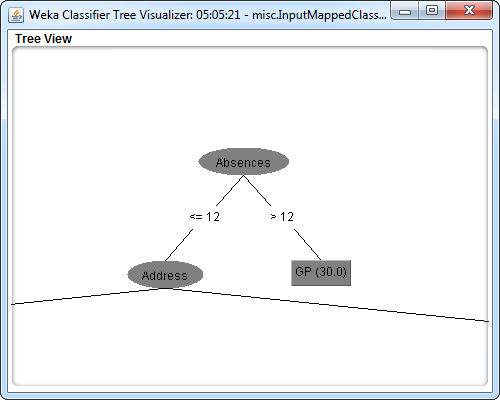 Weka Classifier Tree Visualizer: 05:05:21 - misc.InputMappedClass...
Tree View
Absences
<= 12
> 12
Address
GP (30.0)